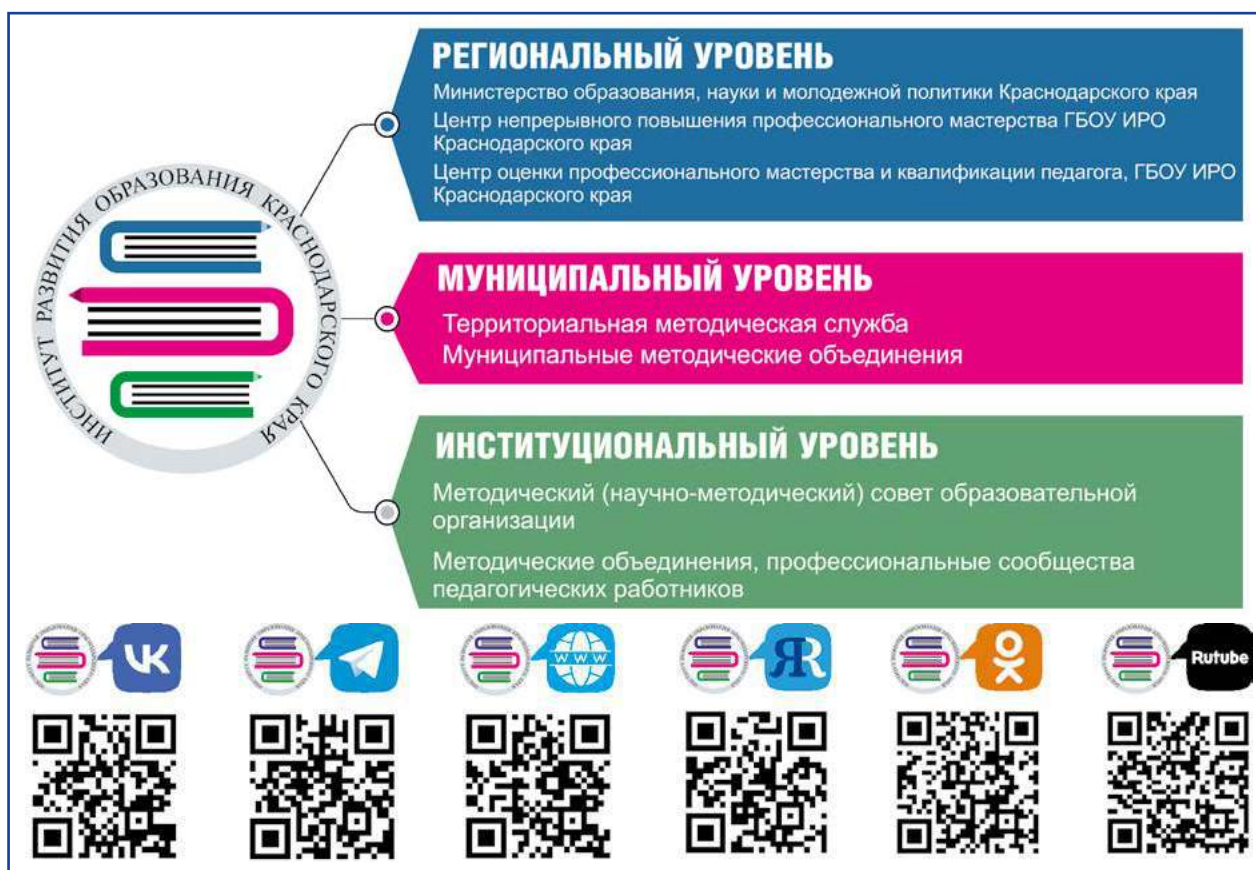 ИНСТИТУТ РАЗВИТИЯ ОБРАЗОВАНИЯ КРАСНОДАРСКОГО КРАЯ
РЕГИОНАЛЬНЫЙ УРОВЕНЬ
Министерство образования, науки и молодежной политики Краснодарского края
Центр непрерывного повышения профессионального мастерства ГБОУ ИРО
Краснодарского края
Центр оценки профессионального мастерства и квалификации педагога, ГБОУ ИРО
Краснодарского края
МУНИЦИПАЛЬНЫЙ УРОВЕНЬ
Территориальная методическая служба
Муниципальные методические объединения
ИНСТИТУЦИОНАЛЬНЫЙ УРОВЕНЬ
Методический (научно-методический) совет образовательной
организации
Методические объединения, профессиональные сообщества
педагогических работников
VK
WWW
ЯR
Rutube